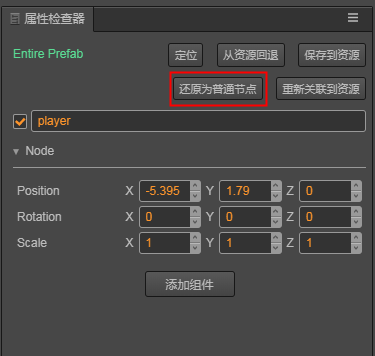 属性检查器
Entire Prefab 定位 从资源回退 保存到资源
还原为普通节点 重新关联到资源
player
Node
Position X -5.395 Y 1.79 Z 0
Rotation X 0 Y 0 Z 0
Scale X 1 Y 1 Z 1
添加组件